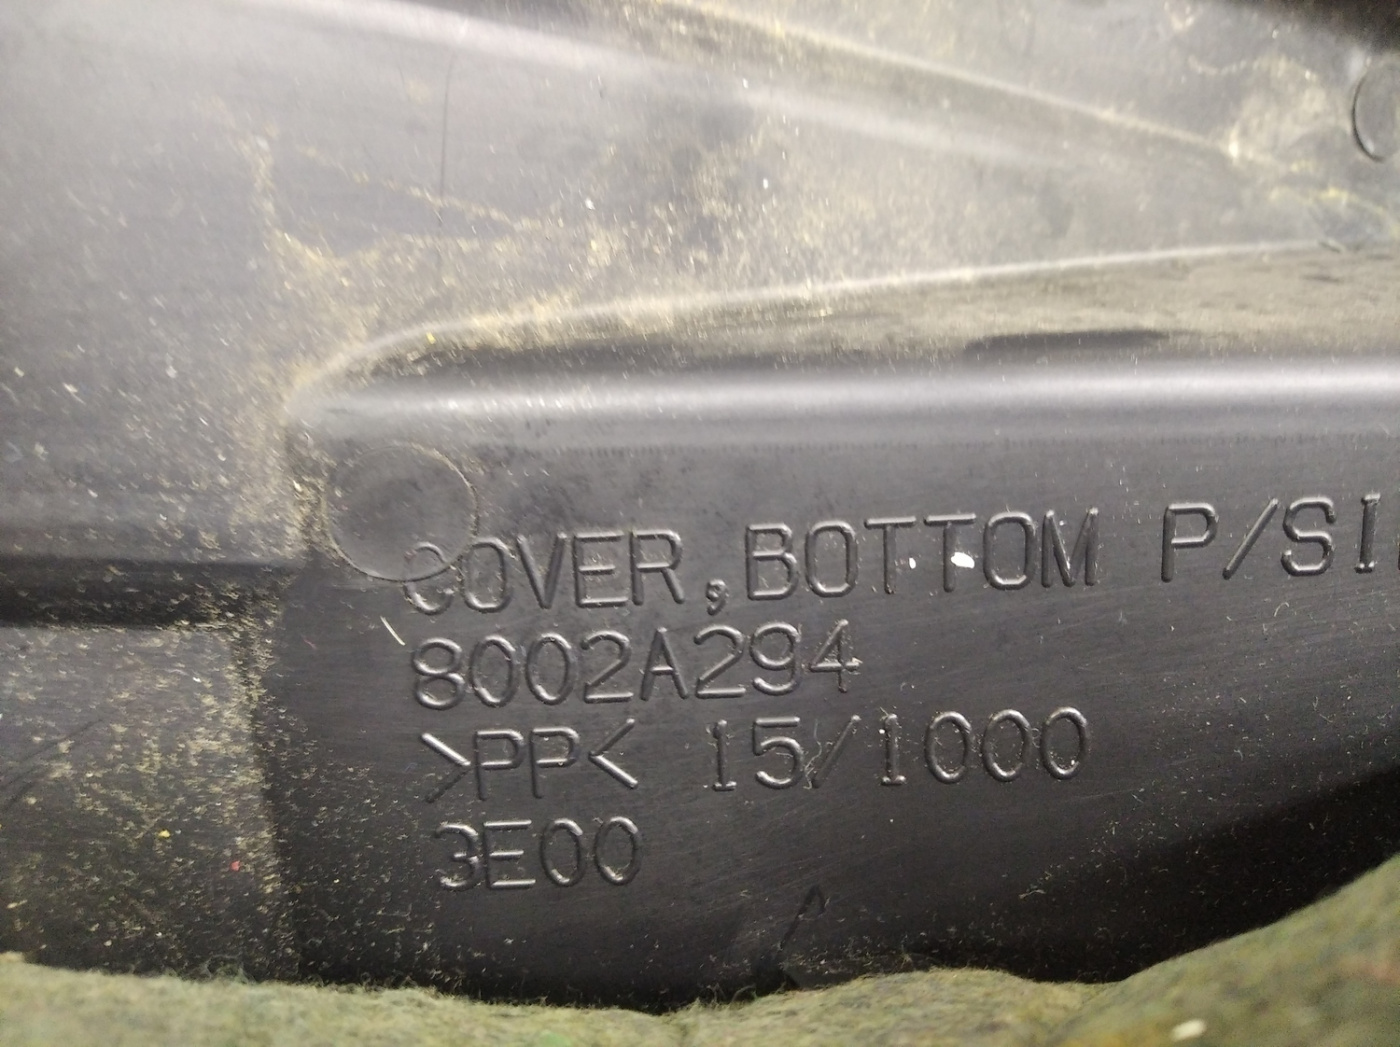 COVER,BOTTOM P/SI
8002A294
>PP< 15/1000
3E00